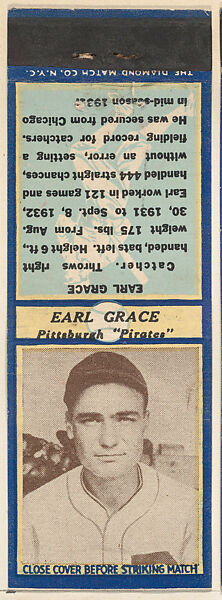 THE DIAMOND MATCH CO. N.Y.C.
EARL GRACE
Catcher. Throws right
handed, bats left. Height 6 ft.,
weight 175 lbs. From Aug.
30, 1931 to Sept. 8, 1932,
Earl worked in 121 games and
handled 444 straight chances,
without an error, setting a
fielding record for catchers.
He was secured from Chicago
in mid-season 1931.
EARL GRACE
Pittsburgh "Pirates"
CLOSE COVER BEFORE STRIKING MATCH